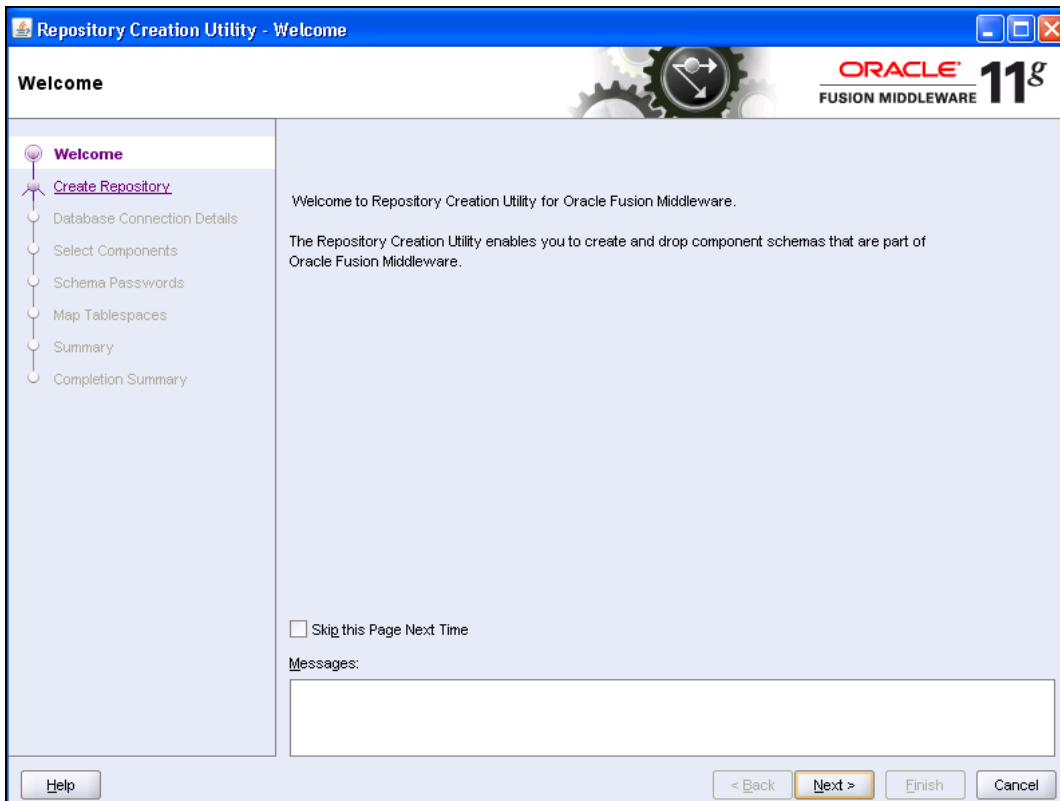 Repository Creation Utility - Welcome
Welcome
ORACLE
FUSION MIDDLEWARE 11g
Welcome
Create Repository
Database Connection Details
Select Components
Schema Passwords
Map Tablespaces
Summary
Completion Summary
Welcome to Repository Creation Utility for Oracle Fusion Middleware.
The Repository Creation Utility enables you to create and drop component schemas that are part of
Oracle Fusion Middleware.
Skip this Page Next Time
Messages:
Help
< Back
Next >
Finish
Cancel